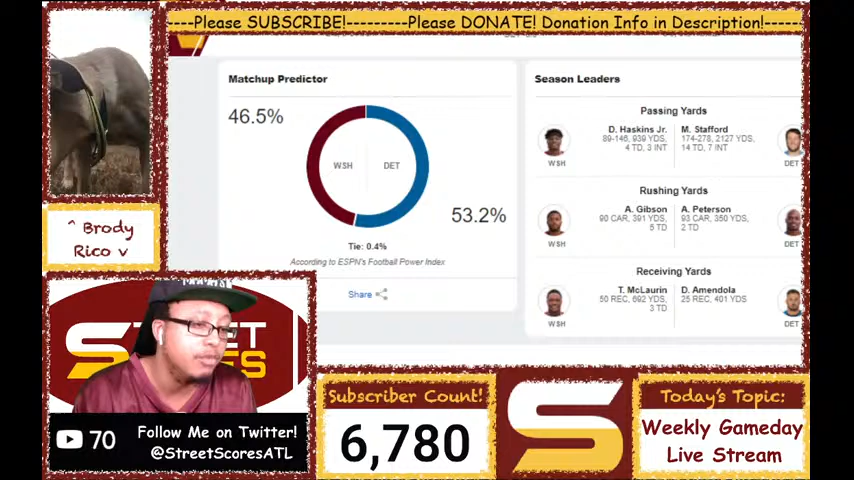 ----Please SUBSCRIBE!---------Please DONATE! Donation Info in Description!------
Matchup Predictor
46.5%
WSH
DET
53.2%
Tie: 0.4%
According to ESPN's Football Power Index
Share
Season Leaders
Passing Yards
D. Haskins Jr.
89-146, 939 YDS,
4 TD, 3 INT
M. Stafford
174-278, 2127 YDS,
14 TD, 7 INT
WSH
DET
Rushing Yards
A. Gibson
90 CAR, 391 YDS,
5 TD
A. Peterson
93 CAR, 350 YDS,
2 TD
WSH
DET
Receiving Yards
T. McLaurin
50 REC, 692 YDS,
3 TD
D. Amendola
25 REC, 401 YDS
WSH
DET
^ Brody
Rico v
70
Follow Me on Twitter!
@StreetScoresATL
Subscriber Count!
6,780
S
Today's Topic:
Weekly Gameday
Live Stream